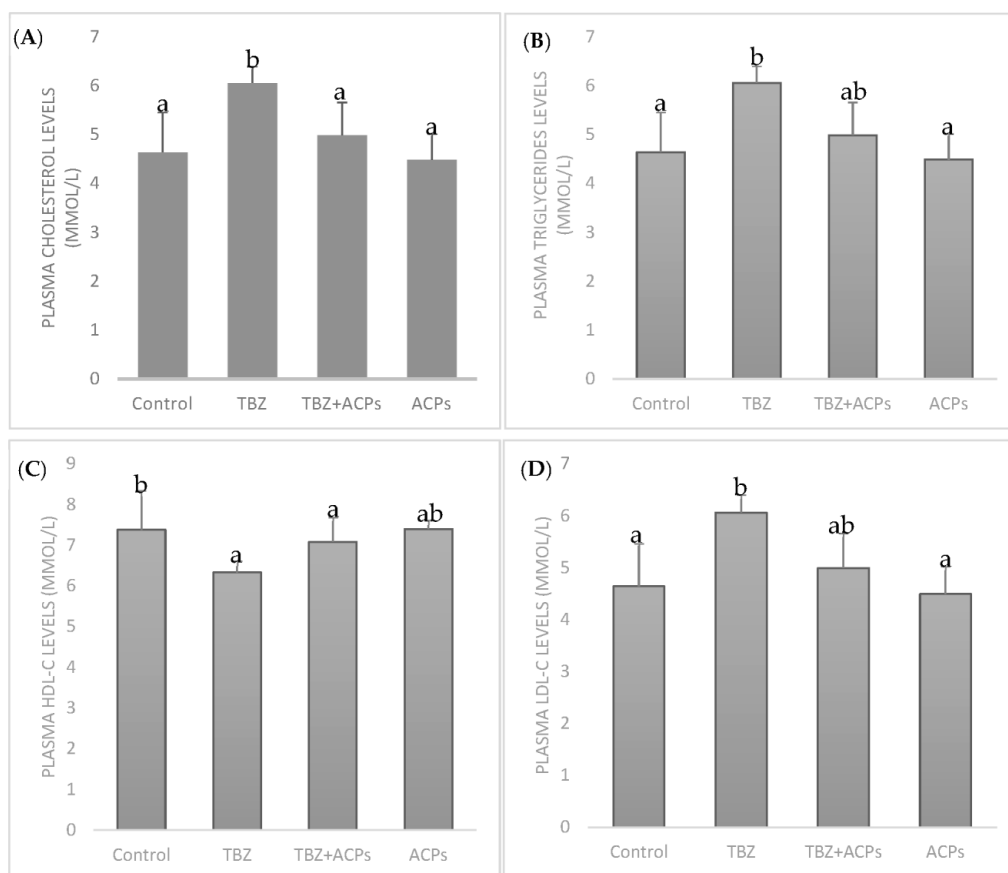 (A)
PLASMA CHOLESTEROL LEVELS
(MMOL/L)
7
6
5
4
3
2
1
0
a
b
a
a
Control TBZ TBZ+ACPs ACPs
(B)
PLASMA TRIGLYCERIDES LEVELS
(MMOL/L)
7
6
5
4
3
2
1
0
a
b
ab
a
Control TBZ TBZ+ACPs ACPs
(C)
PLASMA HDL-C LEVELS (MMOL/L)
9
8
7
6
5
4
3
2
1
0
b
a
a
ab
Control TBZ TBZ+ACPs ACPs
(D)
PLASMA LDL-C LEVELS (MMOL/L)
7
6
5
4
3
2
1
0
a
b
ab
a
Control TBZ TBZ+ACPs ACPs